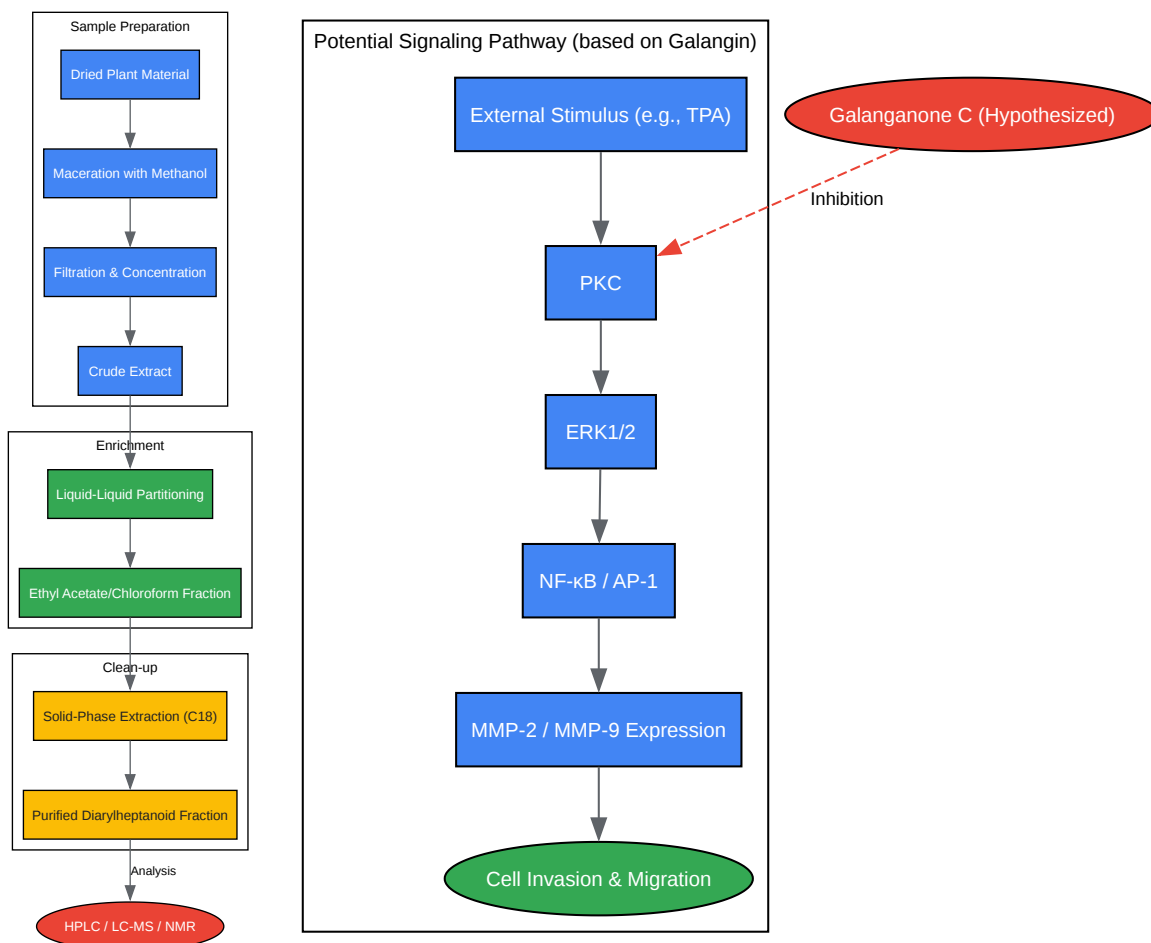 Sample Preparation
Dried Plant Material
Maceration with Methanol
Filtration & Concentration
Crude Extract
Enrichment
Liquid-Liquid Partitioning
Ethyl Acetate/Chloroform Fraction
Clean-up
Solid-Phase Extraction (C18)
Purified Diarylheptanoid Fraction
Analysis
HPLC / LC-MS / NMR
Potential Signaling Pathway (based on Galangin)
External Stimulus (e.g., TPA)
Galanganone C (Hypothesized)
Inhibition
PKC
ERK1/2
NF-κB / AP-1
MMP-2 / MMP-9 Expression
Cell Invasion & Migration